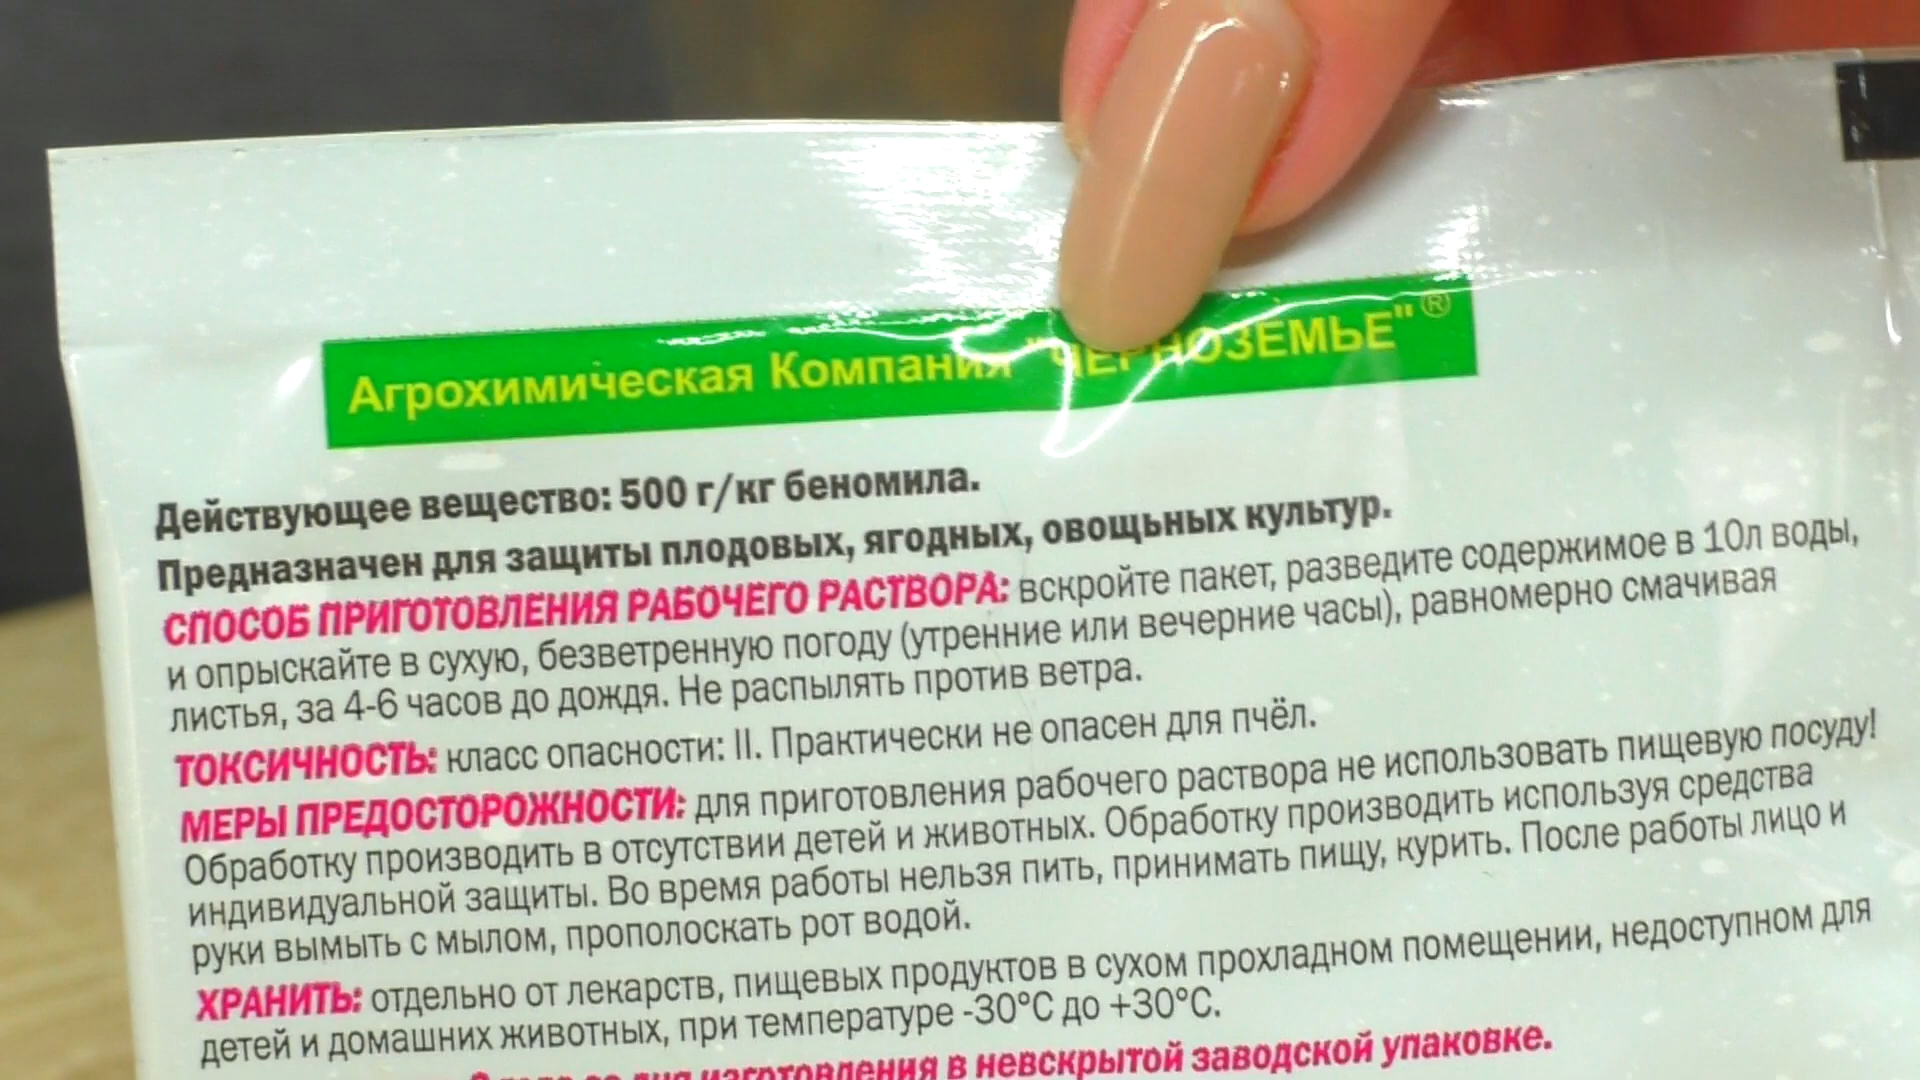 Агрохимическая Компания "ЧЕРНОЗЕМЬЕ"®
Действующее вещество: 500 г/кг беномила.
Предназначен для защиты плодовых, ягодных, овощьных культур.
СПОСОБ ПРИГОТОВЛЕНИЯ РАБОЧЕГО РАСТВОРА: вскройте пакет, разведите содержимое в 10л воды,
и опрыскайте в сухую, безветренную погоду (утренние или вечерние часы), равномерно смачивая
листья, за 4-6 часов до дождя. Не распылять против ветра.
ТОКСИЧНОСТЬ: класс опасности: II. Практически не опасен для пчёл.
МЕРЫ ПРЕДОСТОРОЖНОСТИ: для приготовления рабочего раствора не использовать пищевую посуду!
Обработку производить в отсутствии детей и животных. Обработку производить используя средства
индивидуальной защиты. Во время работы нельзя пить, принимать пищу, курить. После работы лицо и
руки вымыть с мылом, прополоскать рот водой.
ХРАНИТЬ: отдельно от лекарств, пищевых продуктов в сухом прохладном помещении, недоступном для
детей и домашних животных, при температуре -30°С до +30°С.
со дня изготовления в невскрытой заводской упаковке.